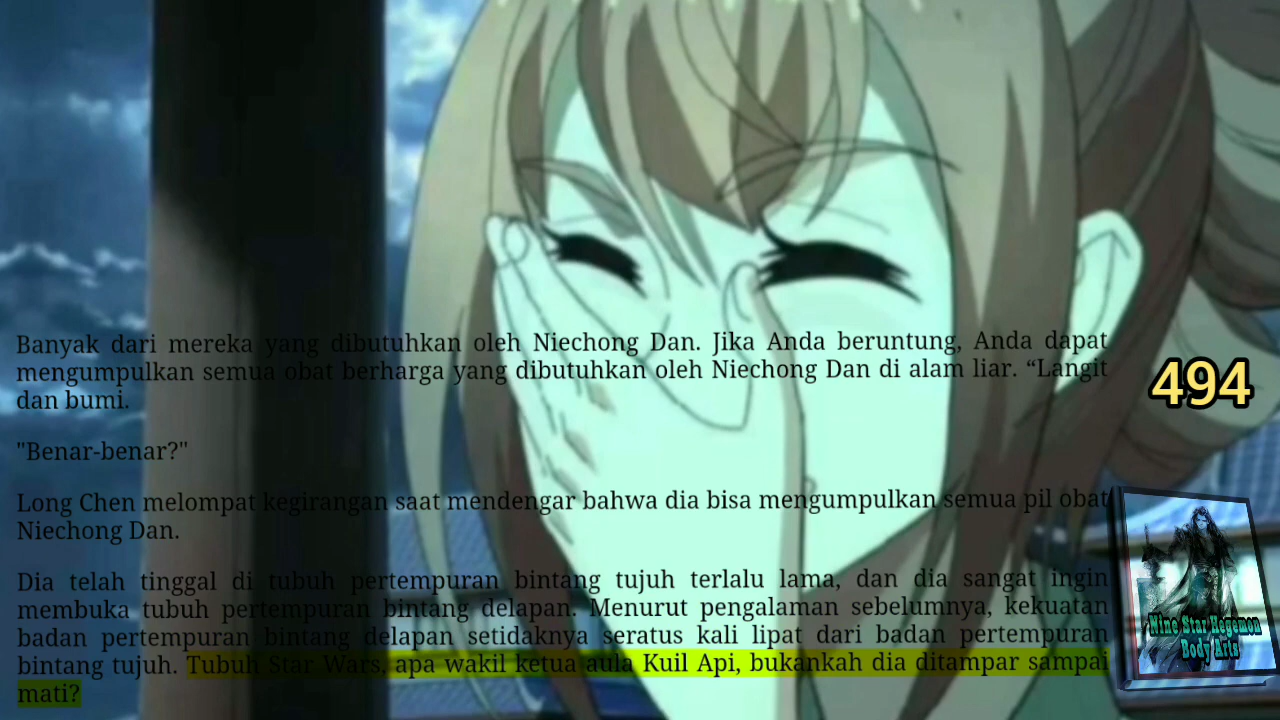 Banyak dari mereka yang dibutuhkan oleh Niechong Dan. Jika Anda beruntung, Anda dapat
mengumpulkan semua obat berharga yang dibutuhkan oleh Niechong Dan di alam liar. “Langit
dan bumi.
"Benar-benar?"
Long Chen melompat kegirangan saat mendengar bahwa dia bisa mengumpulkan semua pil obat
Niechong Dan.
Dia telah tinggal di tubuh pertempuran bintang tujuh terlalu lama, dan dia sangat ingin
membuka tubuh pertempuran bintang delapan. Menurut pengalaman sebelumnya, kekuatan
badan pertempuran bintang delapan setidaknya seratus kali lipat dari badan pertempuran
bintang tujuh. Tubuh Star Wars, apa wakil ketua aula Kuil Api, bukankah dia ditampar sampai
mati?
494
Nine Star Hegemon
Body Arts